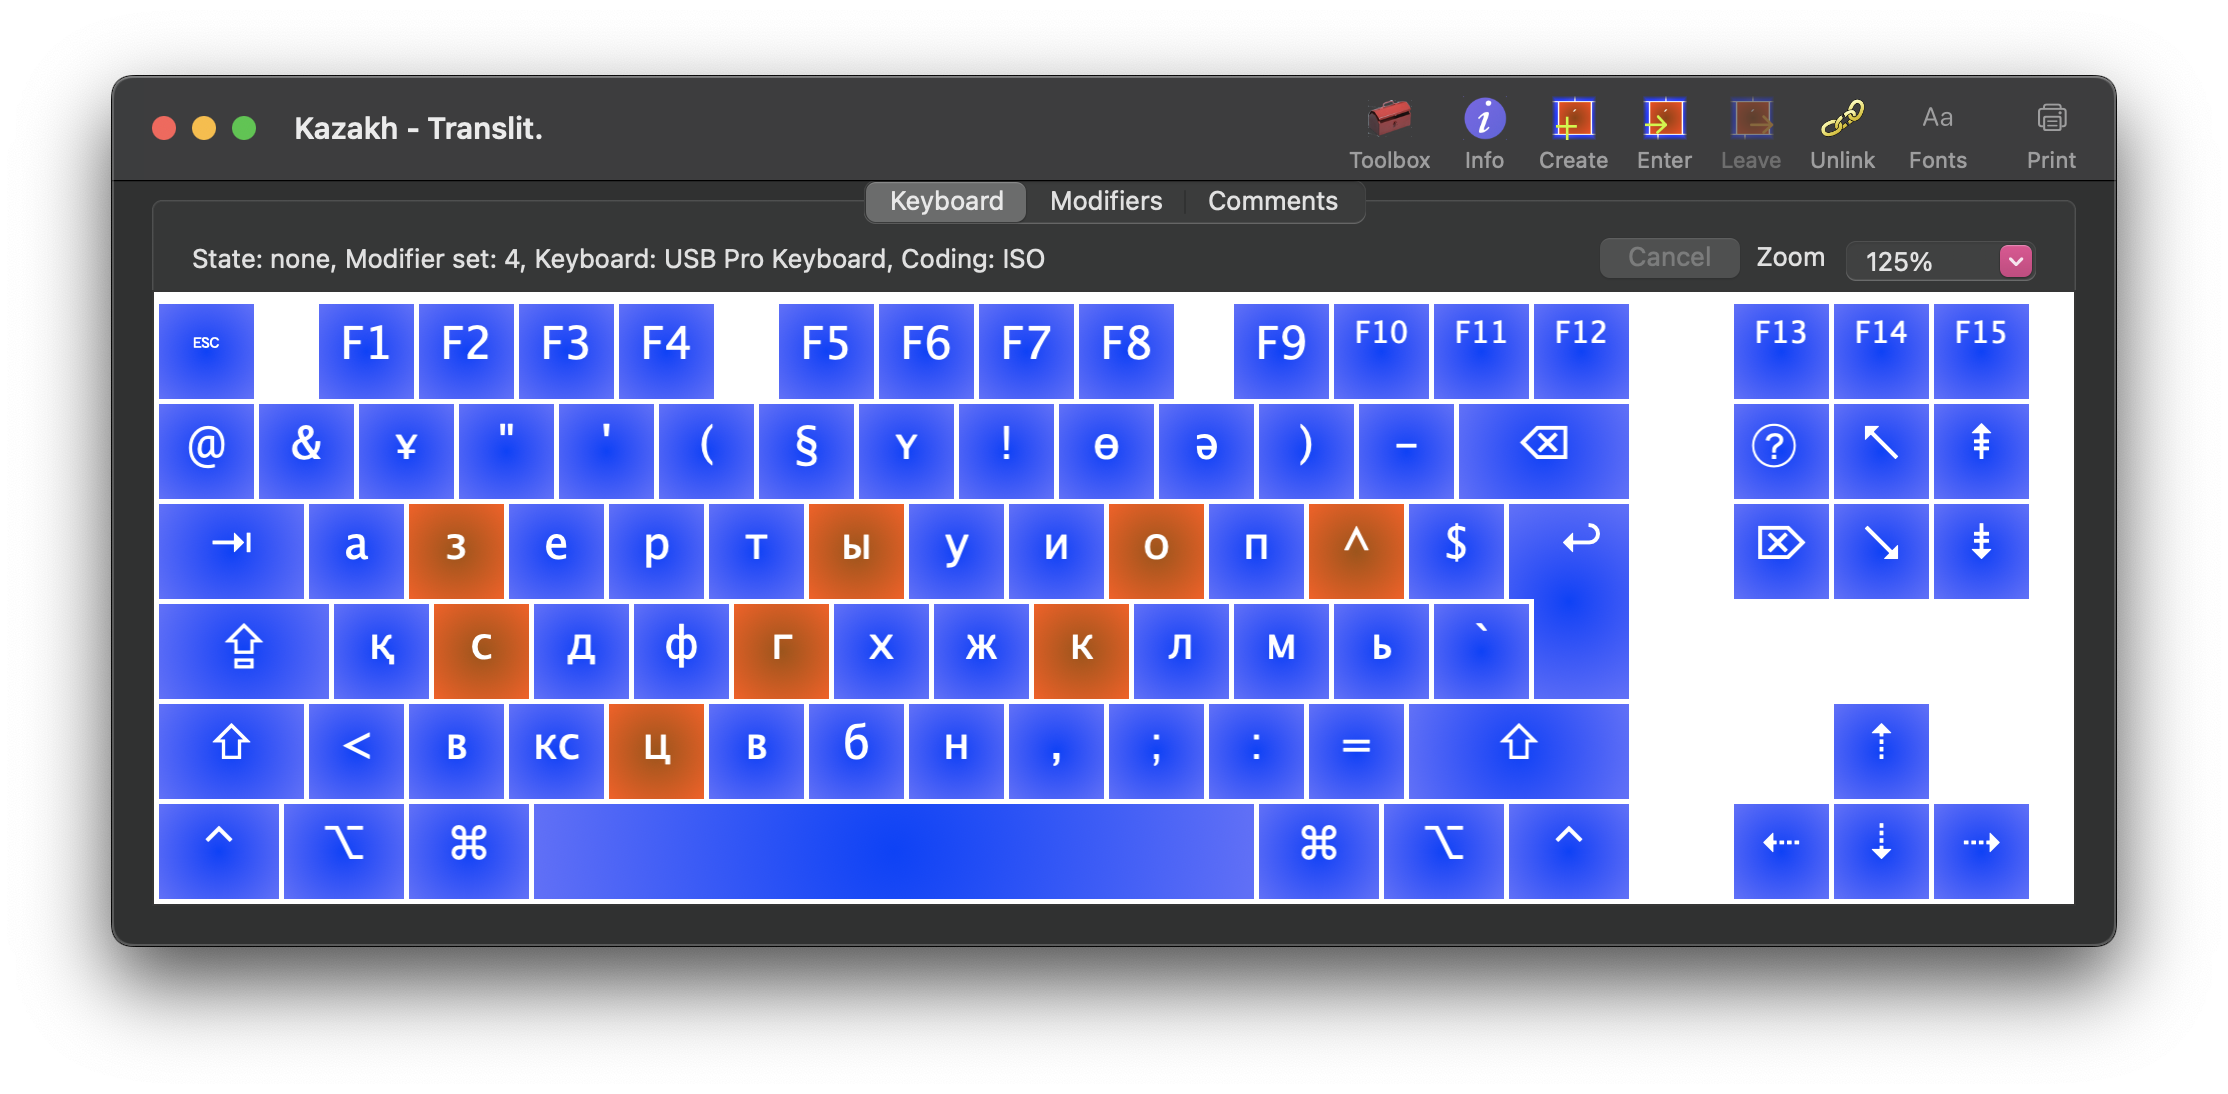 Kazakh - Translit.
Toolbox Info Create Enter Leave Unlink Aa Fonts Print
Keyboard Modifiers Comments
State: none, Modifier set: 4, Keyboard: USB Pro Keyboard, Coding: ISO Cancel Zoom 125%
ESC F1 F2 F3 F4 F5 F6 F7 F8 F9 F10 F11 F12 F13 F14 F15
@ & ұ " ' ( § ү ! ө ә ) - ⌫ ? ↖ ⇞
⇥ а з е р т ы у и о п ^ $ ↩ ⌦ ↘ ⇟
⇪ қ с д ф г х ж к л м ь `
⇧ < в кс ц в б н , ; : = ⇧ ⇡
⌃ ⌥ ⌘ ⌘ ⌥ ⌃ ⇠ ⇣ ⇢